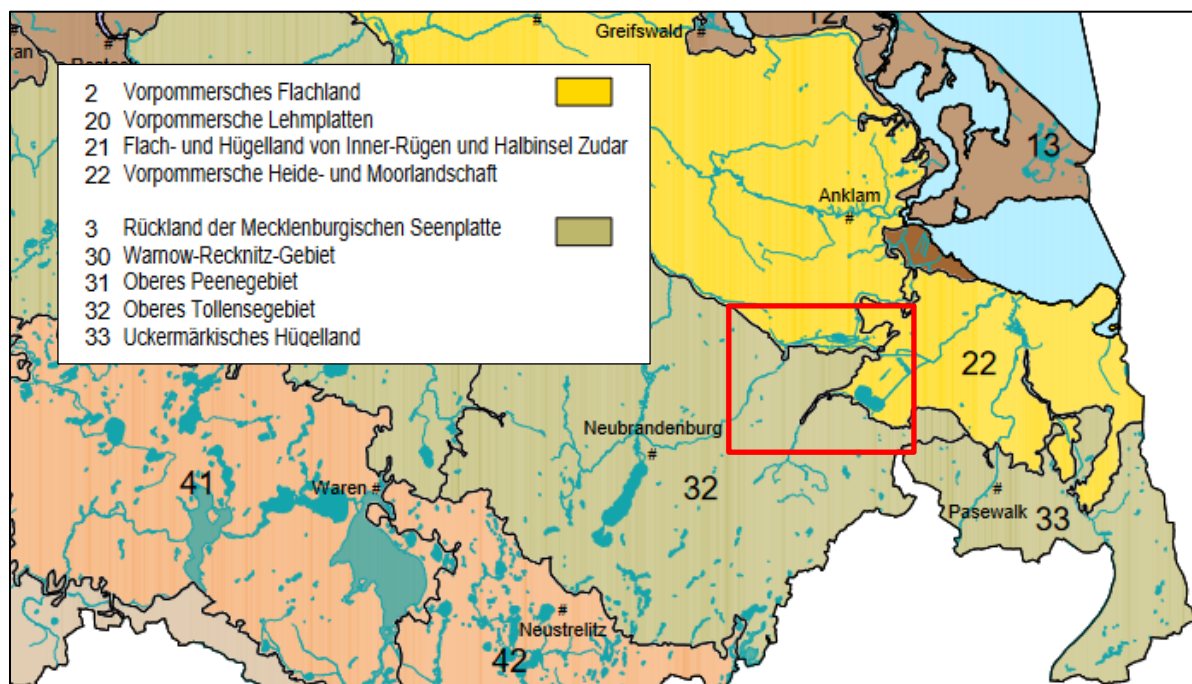 12
Greifswald
#
#
#
2 Vorpommersches Flachland
20 Vorpommersche Lehmplatten
21 Flach- und Hügelland von Inner-Rügen und Halbinsel Zudar
22 Vorpommersche Heide- und Moorlandschaft
3 Rückland der Mecklenburgischen Seenplatte
30 Warnow-Recknitz-Gebiet
31 Oberes Peenegebiet
32 Oberes Tollensegebiet
33 Uckermärkisches Hügelland
13
Anklam
#
22
Neubrandenburg
#
41
Waren #
32
#
Pasewalk
33
#
Neustrelitz
42